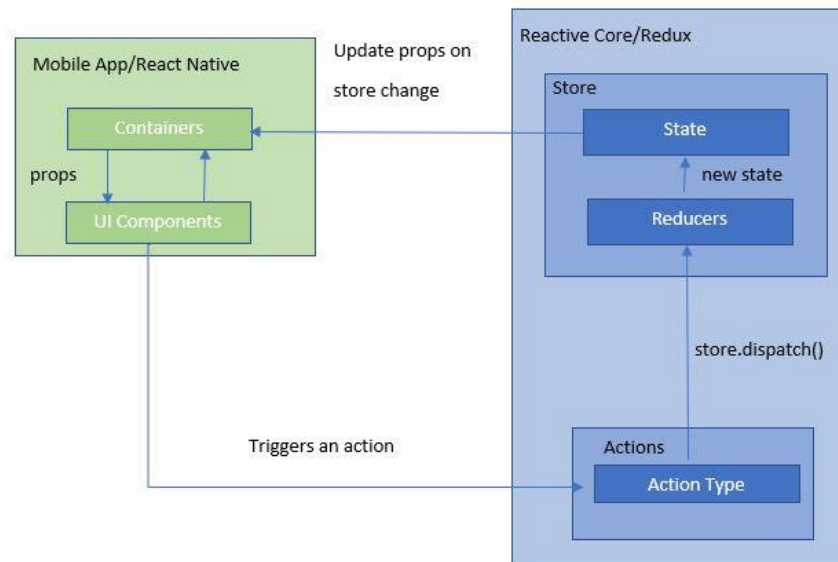 Mobile App/React Native
Containers
props
UI Components
Update props on
store change
Triggers an action
Reactive Core/Redux
Store
State
new state
Reducers
store.dispatch()
Actions
Action Type